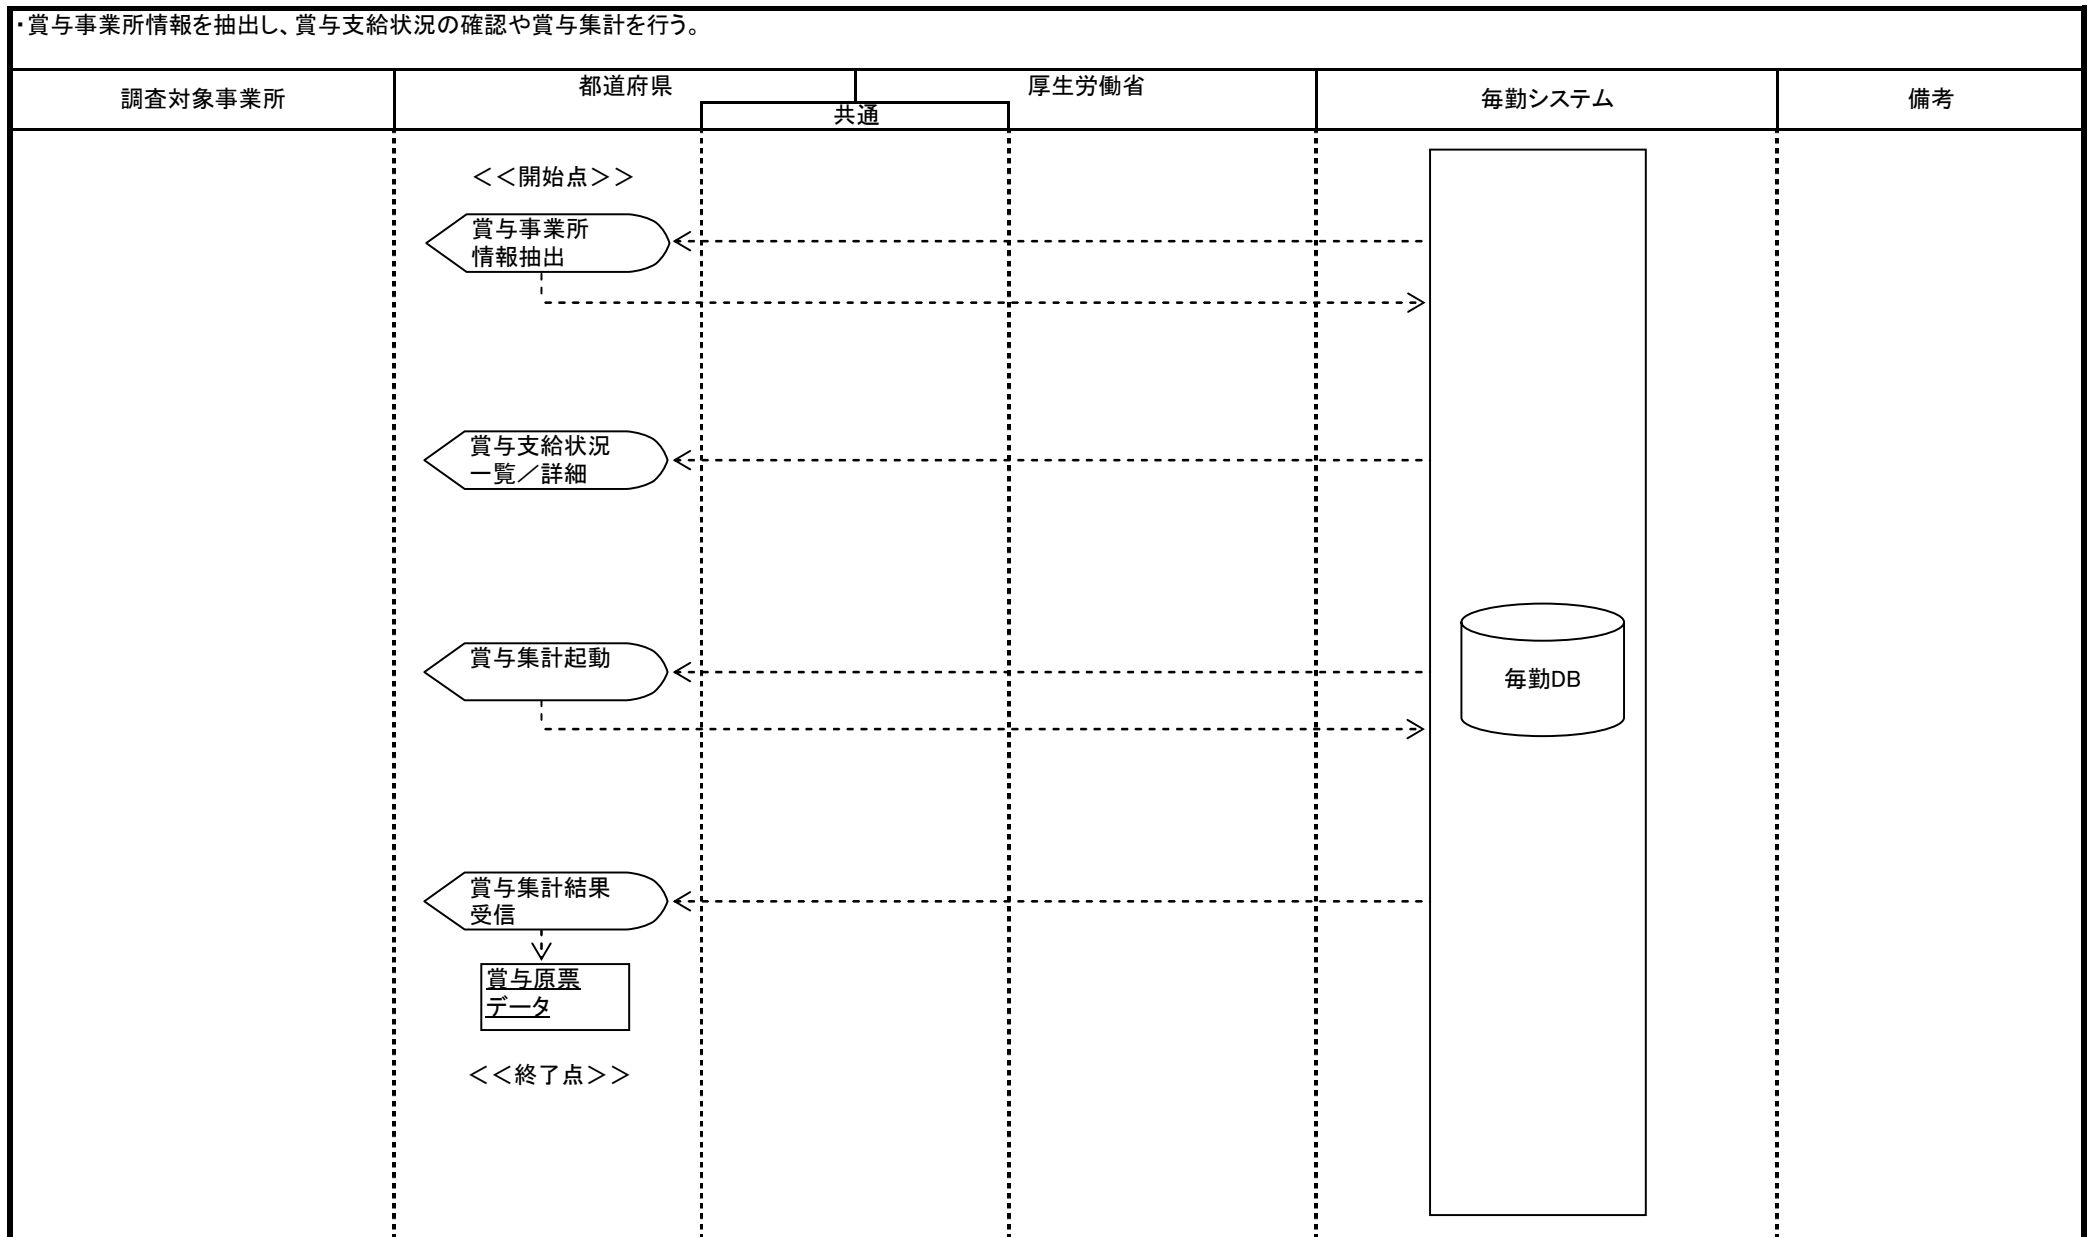 ・賞与事業所情報を抽出し、賞与支給状況の確認や賞与集計を行う。
調査対象事業所
都道府県
厚生労働省
共通
毎勤システム
備考
＜＜開始点＞＞
賞与事業所
情報抽出
賞与支給状況
一覧／詳細
賞与集計起動
毎勤DB
賞与集計結果
受信
賞与原票
データ
＜＜終了点＞＞